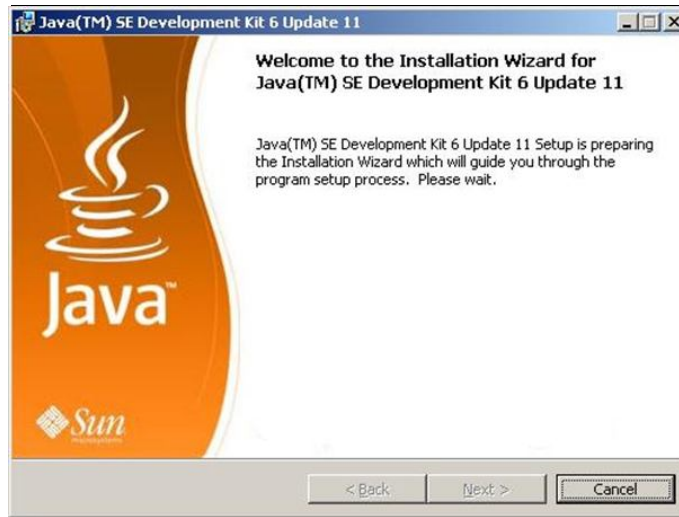 Java(TM) SE Development Kit 6 Update 11
Welcome to the Installation Wizard for
Java(TM) SE Development Kit 6 Update 11
Java(TM) SE Development Kit 6 Update 11 Setup is preparing
the Installation Wizard which will guide you through the
program setup process. Please wait.
Java™
Sun
microsystems
< Back
Next >
Cancel